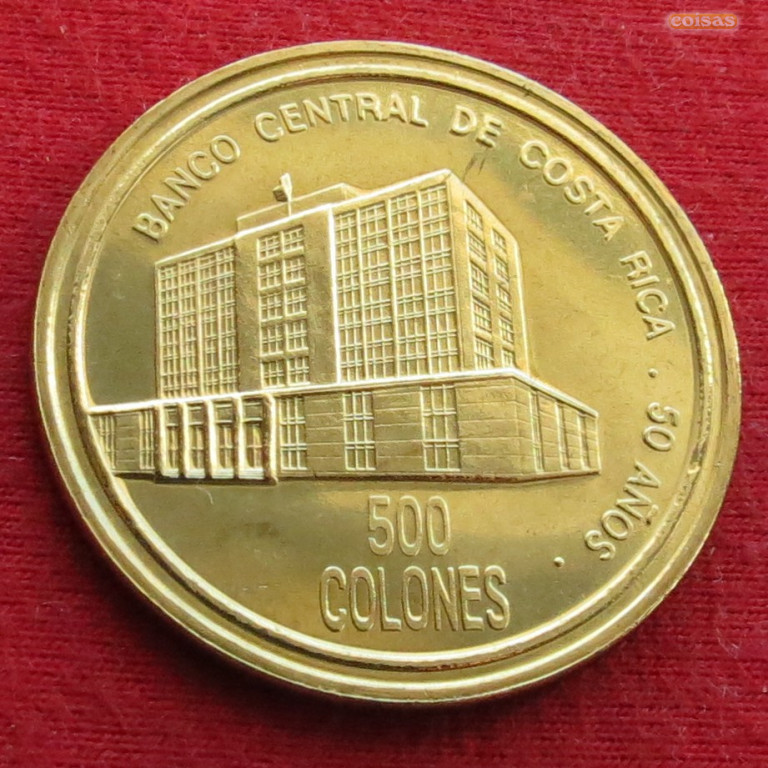 coisas
BANCO CENTRAL DE COSTA RICA . 50 AÑOS .
500
COLONES